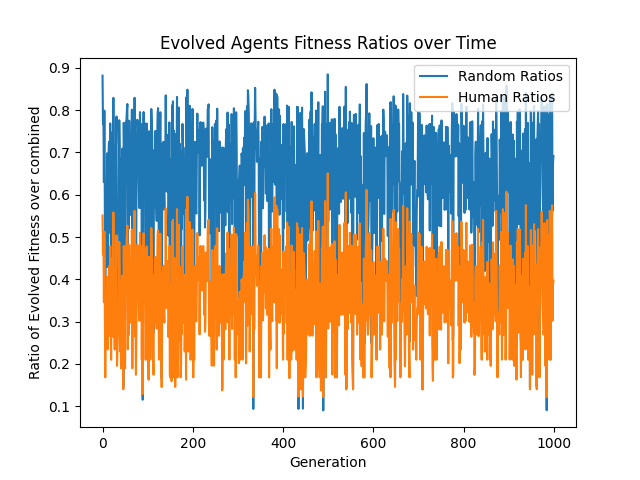 Evolved Agents Fitness Ratios over Time
Random Ratios
Human Ratios
Ratio of Evolved Fitness over combined
0.9
0.8
0.7
0.6
0.5
0.4
0.3
0.2
0.1
0 200 400 600 800 1000
Generation